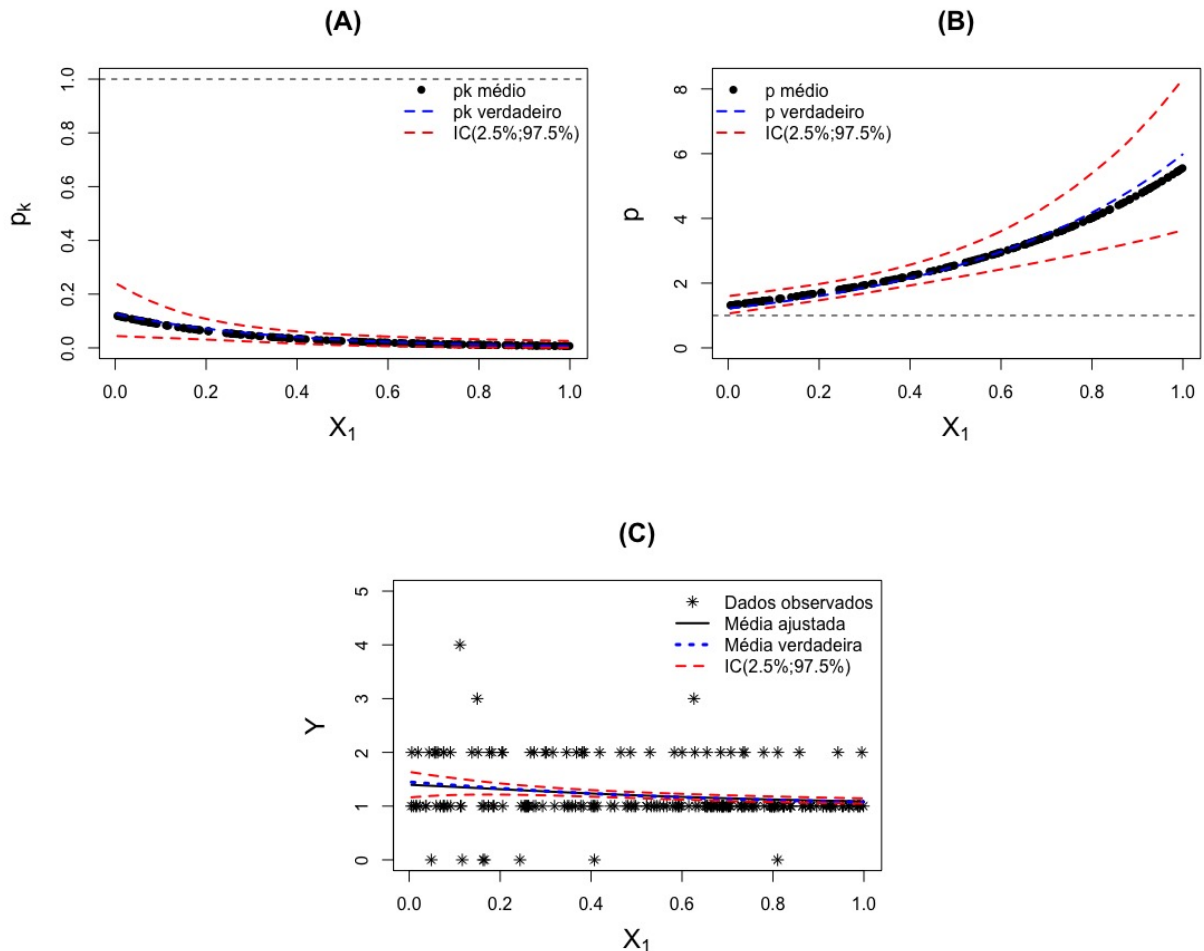 (A)
pk médio
pk verdadeiro
IC(2.5%;97.5%)
pk
0.0 0.2 0.4 0.6 0.8 1.0
0.0 0.2 0.4 0.6 0.8 1.0
X1
(B)
p médio
p verdadeiro
IC(2.5%;97.5%)
p
0 2 4 6 8
0.0 0.2 0.4 0.6 0.8 1.0
X1
(C)
Dados observados
Média ajustada
Média verdadeira
IC(2.5%;97.5%)
Y
0 1 2 3 4 5
0.0 0.2 0.4 0.6 0.8 1.0
X1